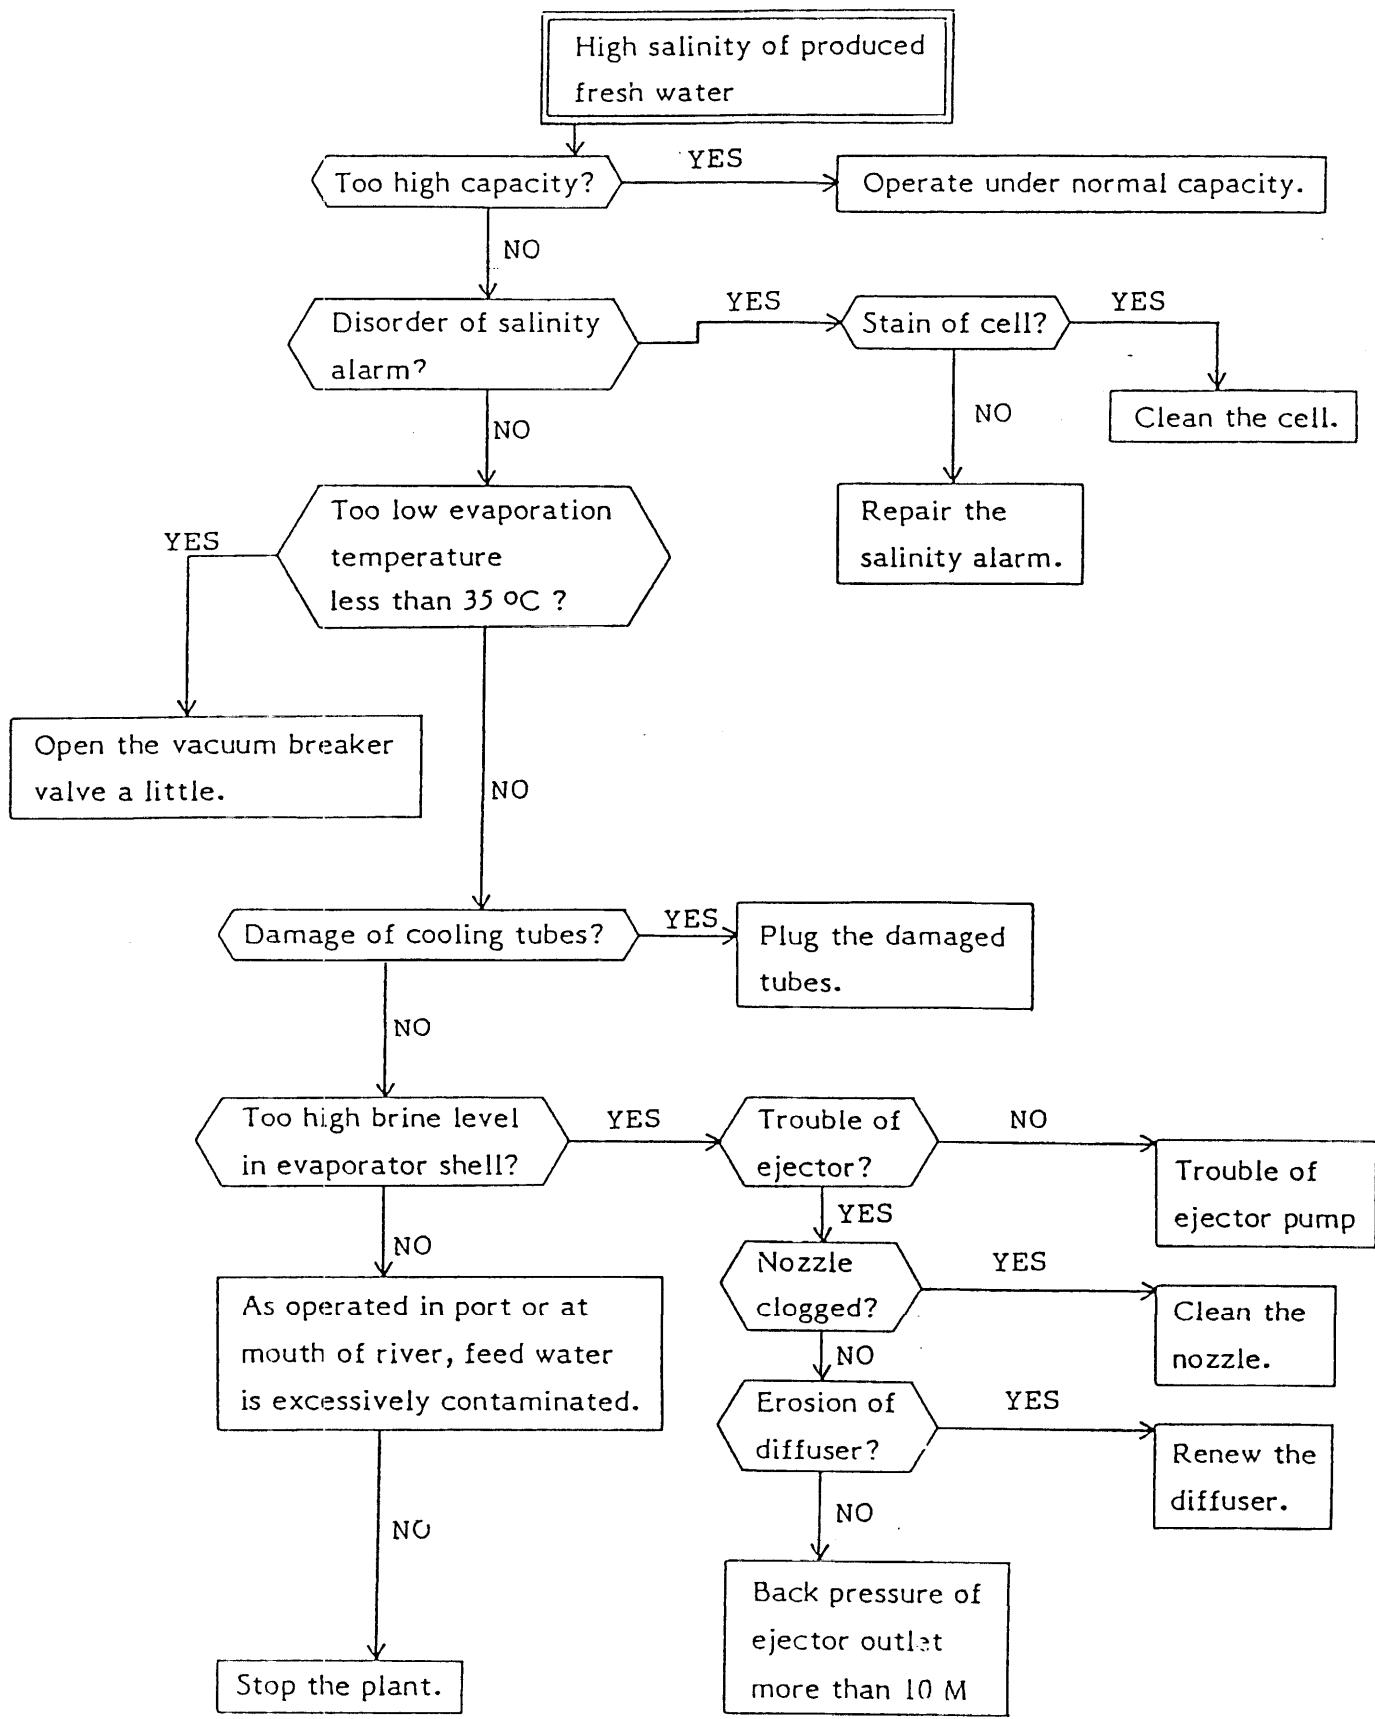 High salinity of produced
fresh water
Too high capacity?
YES
Operate under normal capacity.
NO
Disorder of salinity
alarm?
YES
Stain of cell?
YES
Clean the cell.
NO
Repair the
salinity alarm.
NO
Too low evaporation
temperature
less than 35 °C ?
YES
Open the vacuum breaker
valve a little.
NO
Damage of cooling tubes?
YES
Plug the damaged
tubes.
NO
Too high brine level
in evaporator shell?
YES
Trouble of
ejector?
NO
Trouble of
ejector pump
YES
Nozzle
clogged?
YES
Clean the
nozzle.
NO
Erosion of
diffuser?
YES
Renew the
diffuser.
NO
Back pressure of
ejector outlet
more than 10 M
NO
As operated in port or at
mouth of river, feed water
is excessively contaminated.
NO
Stop the plant.